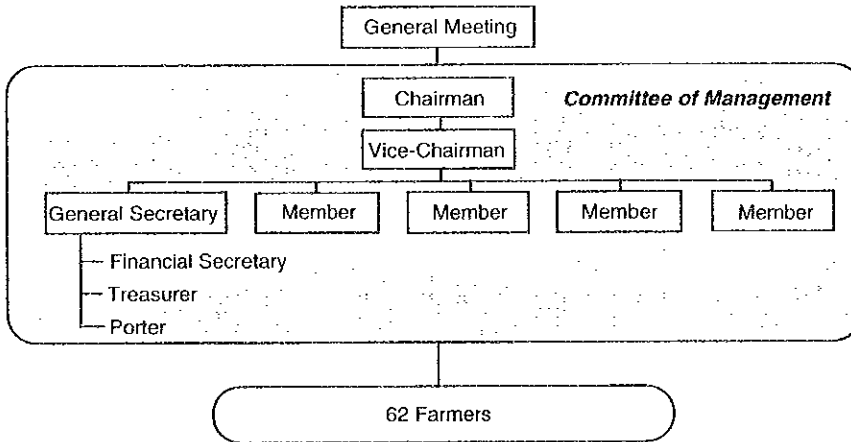 General Meeting
Chairman
Committee of Management
Vice-Chairman
General Secretary
Member
Member
Member
Member
Financial Secretary
Treasurer
Porter
62 Farmers